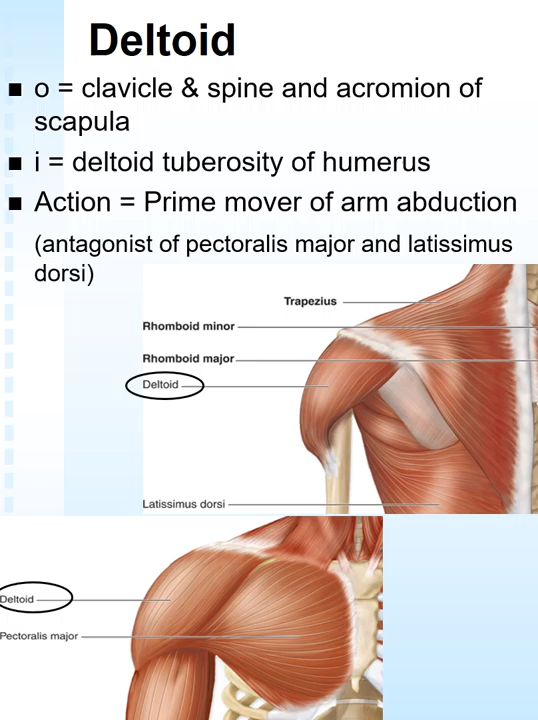 Deltoid
■ o = clavicle & spine and acromion of
scapula
■ i = deltoid tuberosity of humerus
■ Action = Prime mover of arm abduction
(antagonist of pectoralis major and latissimus
dorsi)
Trapezius
Rhomboid minor
Rhomboid major
Deltoid
Latissimus dorsi
Deltoid
Pectoralis major